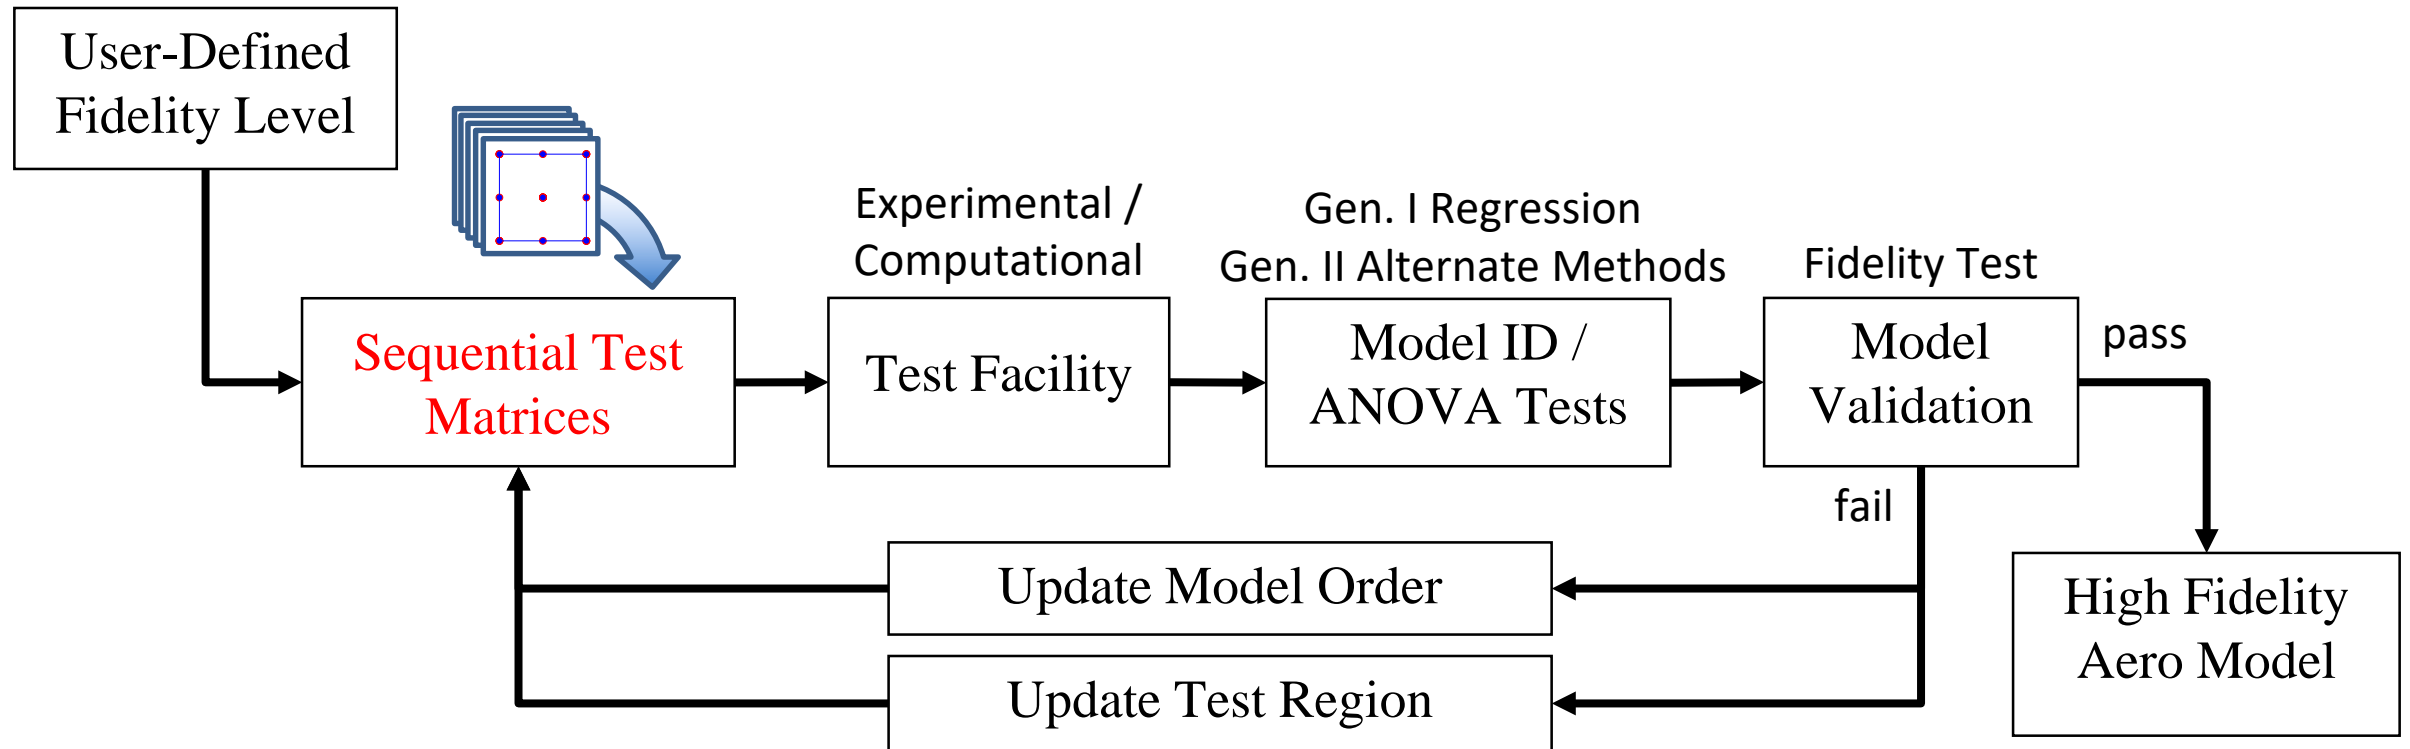 User-Defined
Fidelity Level
Sequential Test
Matrices
Experimental /
Computational
Test Facility
Gen. I Regression
Gen. II Alternate Methods
Model ID /
ANOVA Tests
Fidelity Test
Model
Validation
pass
fail
Update Model Order
Update Test Region
High Fidelity
Aero Model